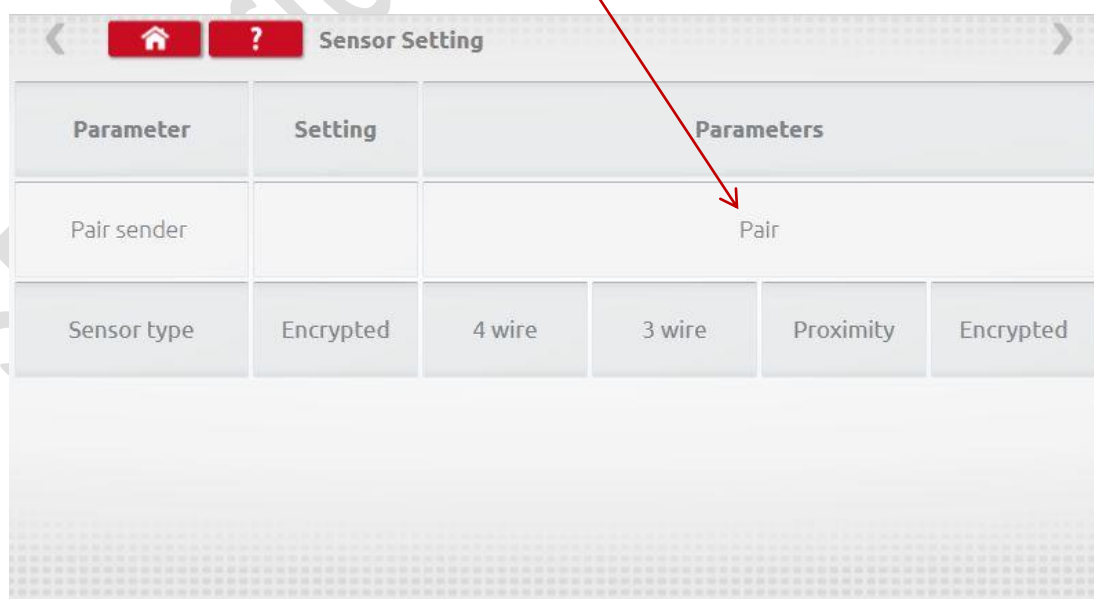 ? Sensor Setting
Parameter Setting Parameters
Pair sender Pair
Sensor type Encrypted 4 wire 3 wire Proximity Encrypted